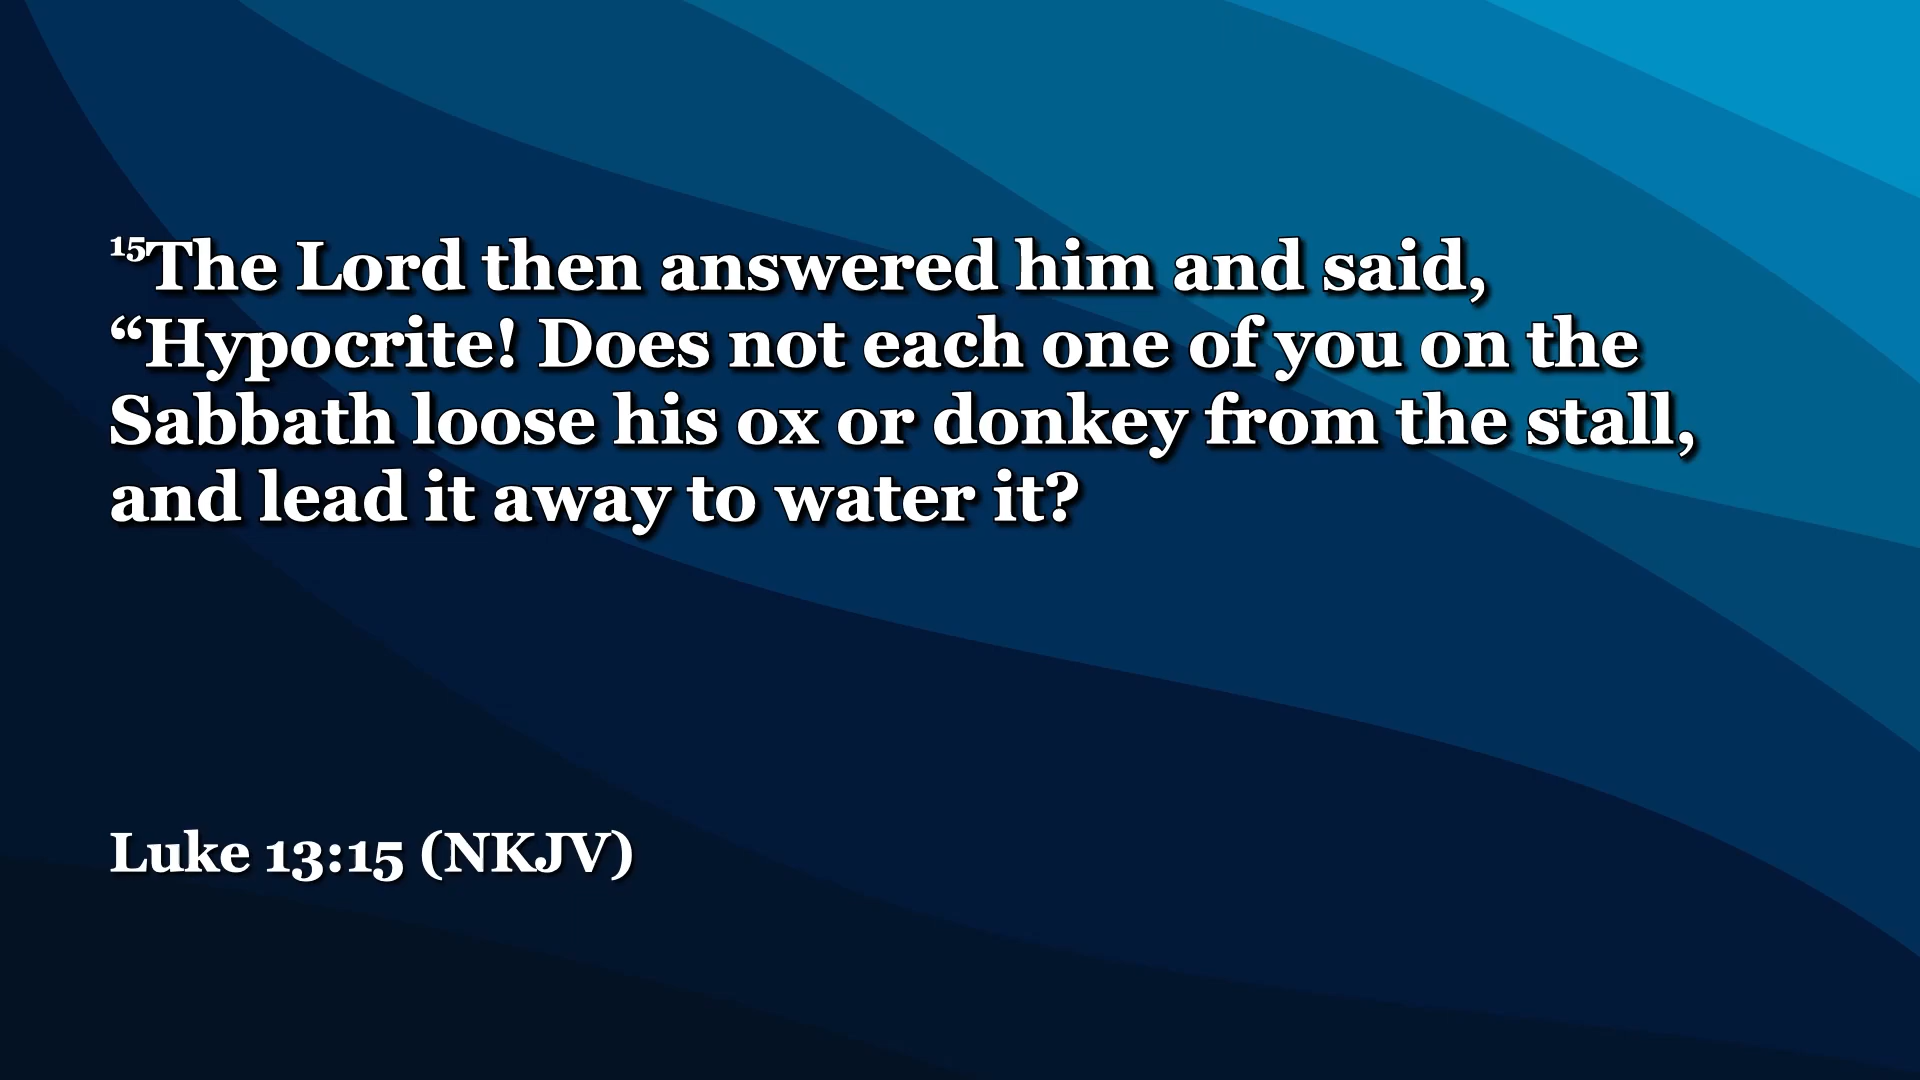 ¹⁵The Lord then answered him and said,
“Hypocrite! Does not each one of you on the
Sabbath loose his ox or donkey from the stall,
and lead it away to water it?
Luke 13:15 (NKJV)